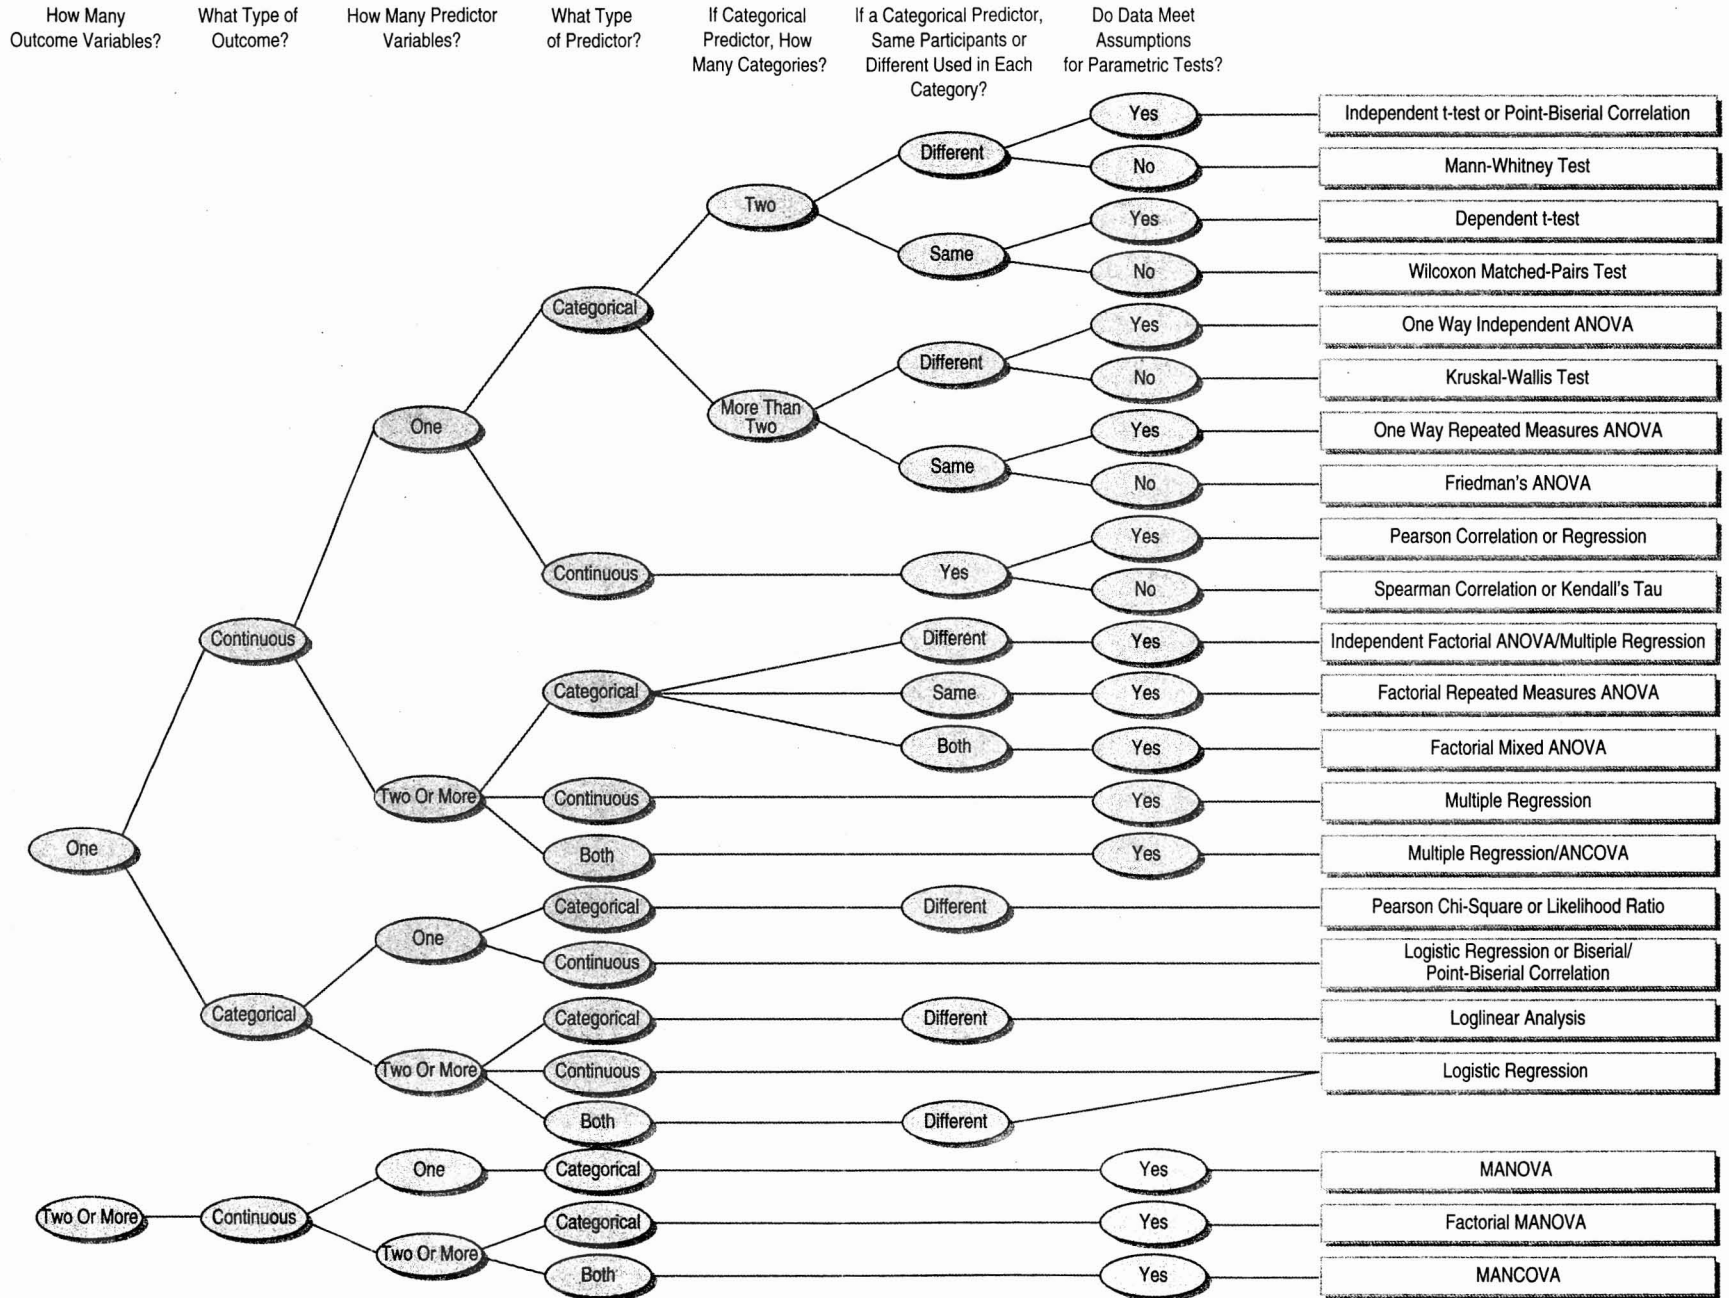 How Many
Outcome Variables?
What Type of
Outcome?
How Many Predictor
Variables?
What Type
of Predictor?
If Categorical
Predictor, How
Many Categories?
If a Categorical Predictor,
Same Participants or
Different Used in Each
Category?
Do Data Meet
Assumptions
for Parametric Tests?
Yes
Independent t-test or Point-Biserial Correlation
Different
No
Mann-Whitney Test
Two
Yes
Dependent t-test
Same
No
Wilcoxon Matched-Pairs Test
Categorical
Yes
One Way Independent ANOVA
Different
No
Kruskal-Wallis Test
More Than
Two
One
Yes
One Way Repeated Measures ANOVA
Same
No
Friedman's ANOVA
Yes
Pearson Correlation or Regression
Continuous
Yes
No
Spearman Correlation or Kendall's Tau
Continuous
Different
Yes
Independent Factorial ANOVA/Multiple Regression
Categorical
Same
Yes
Factorial Repeated Measures ANOVA
Both
Yes
Factorial Mixed ANOVA
Two Or More
Continuous
Yes
Multiple Regression
One
Both
Yes
Multiple Regression/ANCOVA
Categorical
Different
Pearson Chi-Square or Likelihood Ratio
One
Continuous
Logistic Regression or Biserial/
Point-Biserial Correlation
Categorical
Categorical
Different
Loglinear Analysis
Two Or More
Continuous
Logistic Regression
Both
Different
One
Categorical
Yes
MANOVA
Two Or More
Continuous
Categorical
Yes
Factorial MANOVA
Two Or More
Both
Yes
MANCOVA